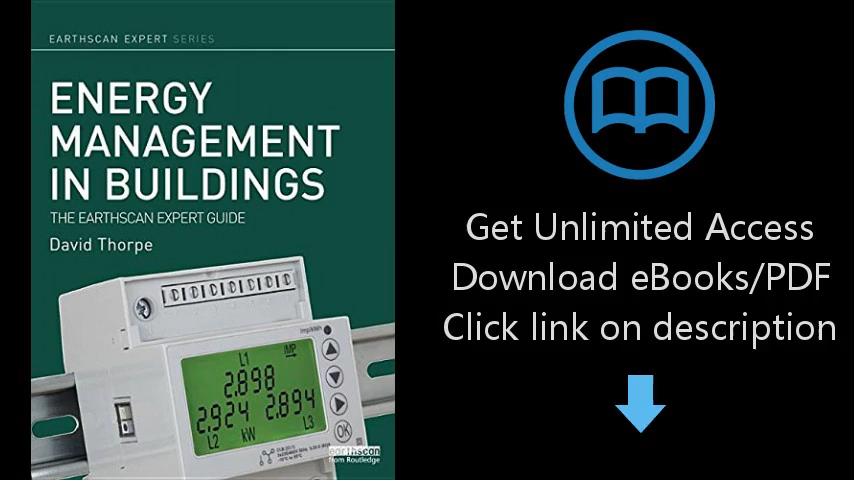 EARTHSCAN EXPERT SERIES
ENERGY
MANAGEMENT
IN BUILDINGS
THE EARTHSCAN EXPERT GUIDE
David Thorpe
imp/kWh
L1
IMP
2.898
2.924 2.894
L2 kW L3
OK
earthscan
from Routledge
Get Unlimited Access
Download eBooks/PDF
Click link on description